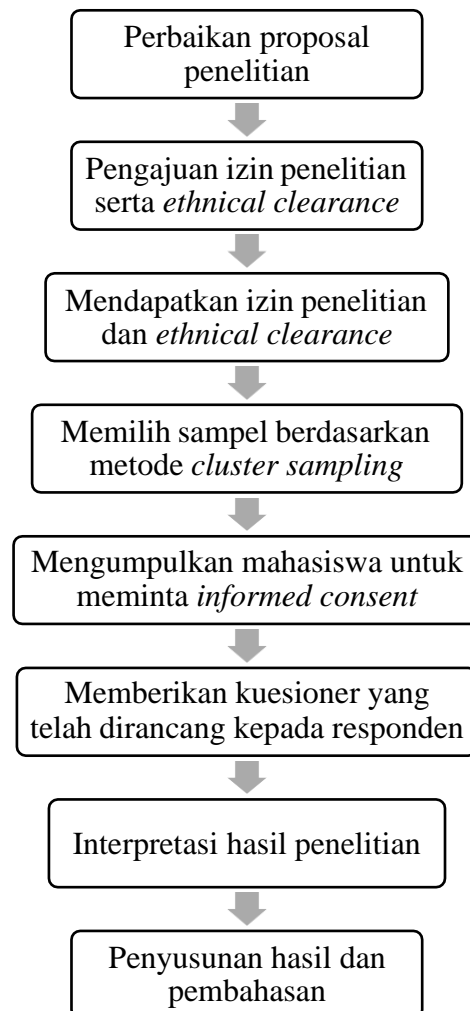 Perbaikan proposal
penelitian
Pengajuan izin penelitian
serta ethnical clearance
Mendapatkan izin penelitian
dan ethnical clearance
Memilih sampel berdasarkan
metode cluster sampling
Mengumpulkan mahasiswa untuk
meminta informed consent
Memberikan kuesioner yang
telah dirancang kepada responden
Interpretasi hasil penelitian
Penyusunan hasil dan
pembahasan